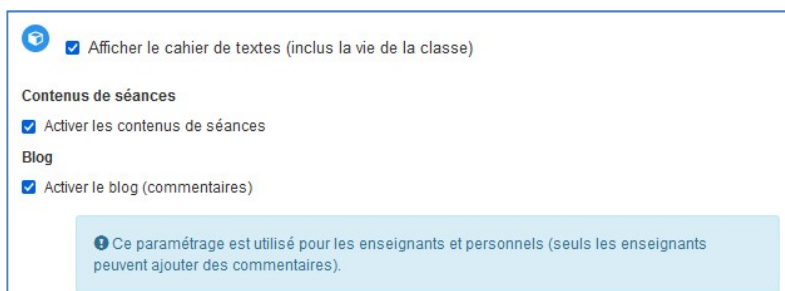 Afficher le cahier de textes (inclus la vie de la classe)
Contenus de séances
Activer les contenus de séances
Blog
Activer le blog (commentaires)
Ce paramétrage est utilisé pour les enseignants et personnels (seuls les enseignants
peuvent ajouter des commentaires).